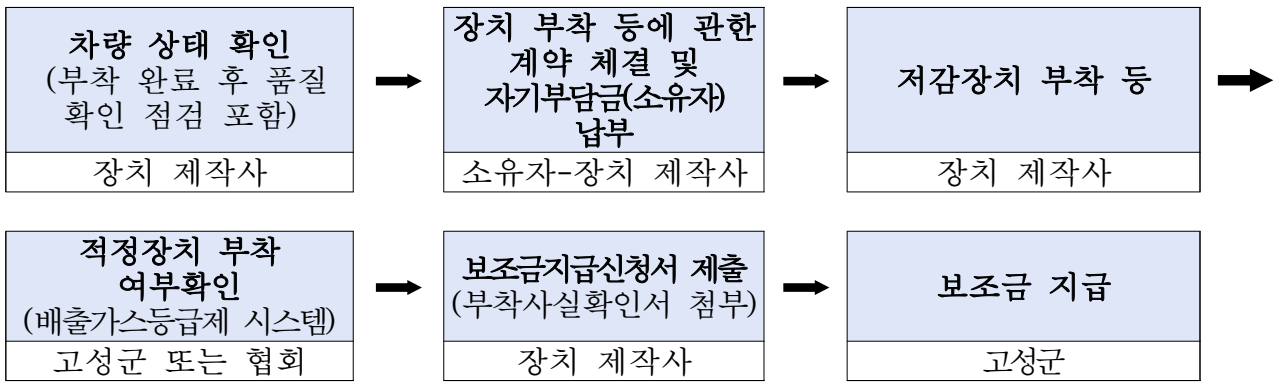 차량 상태 확인
(부착 완료 후 품질
확인 점검 포함)
장치 제작사
장치 부착 등에 관한
계약 체결 및
자기부담금(소유자)
납부
소유자-장치 제작사
저감장치 부착 등
장치 제작사
적정장치 부착
여부확인
(배출가스등급제 시스템)
고성군 또는 협회
보조금지급신청서 제출
(부착사실확인서 첨부)
장치 제작사
보조금 지급
고성군